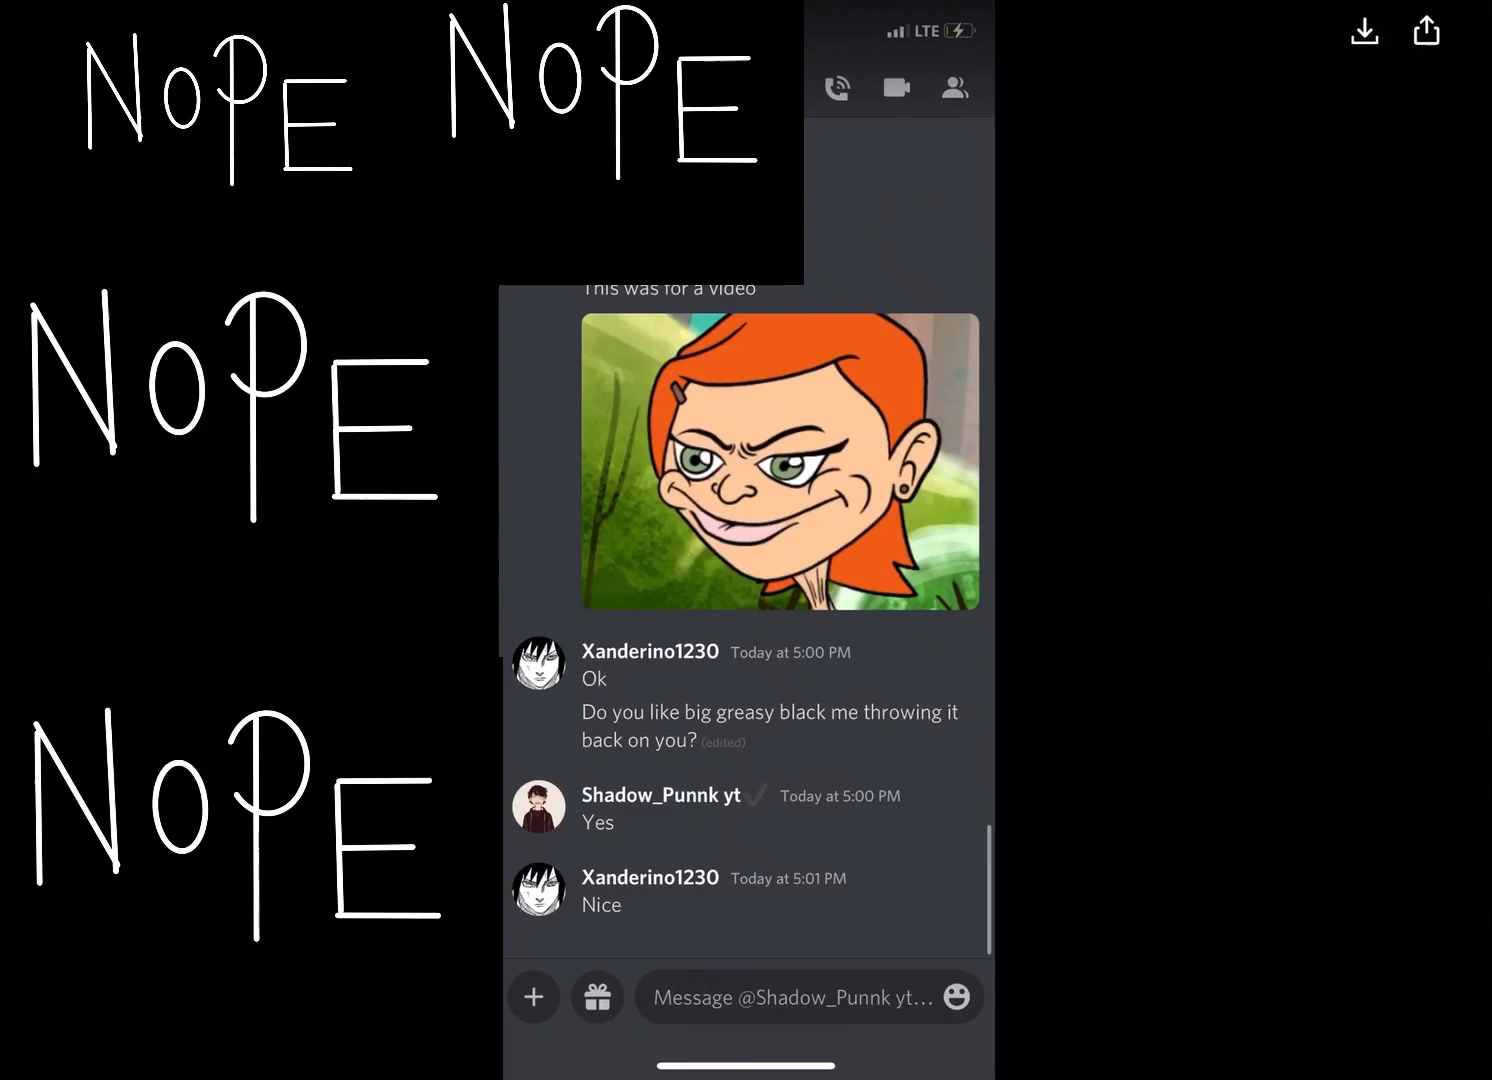 NOPE
NOPE
LTE
NOPE
This was for a video
Xanderino1230 Today at 5:00 PM
Ok
Do you like big greasy black me throwing it
back on you? (edited)
Shadow_Punnk yt Today at 5:00 PM
Yes
NOPE
Xanderino1230 Today at 5:01 PM
Nice
Message @Shadow_Punnk yt...